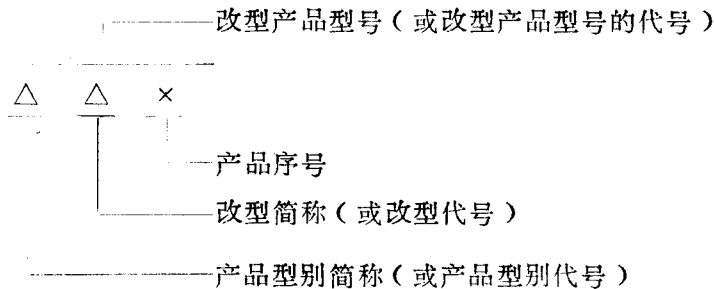 改型产品型号（或改型产品型号的代号）
△ △ ×
产品序号
改型简称（或改型代号）
产品型别简称（或产品型别代号）